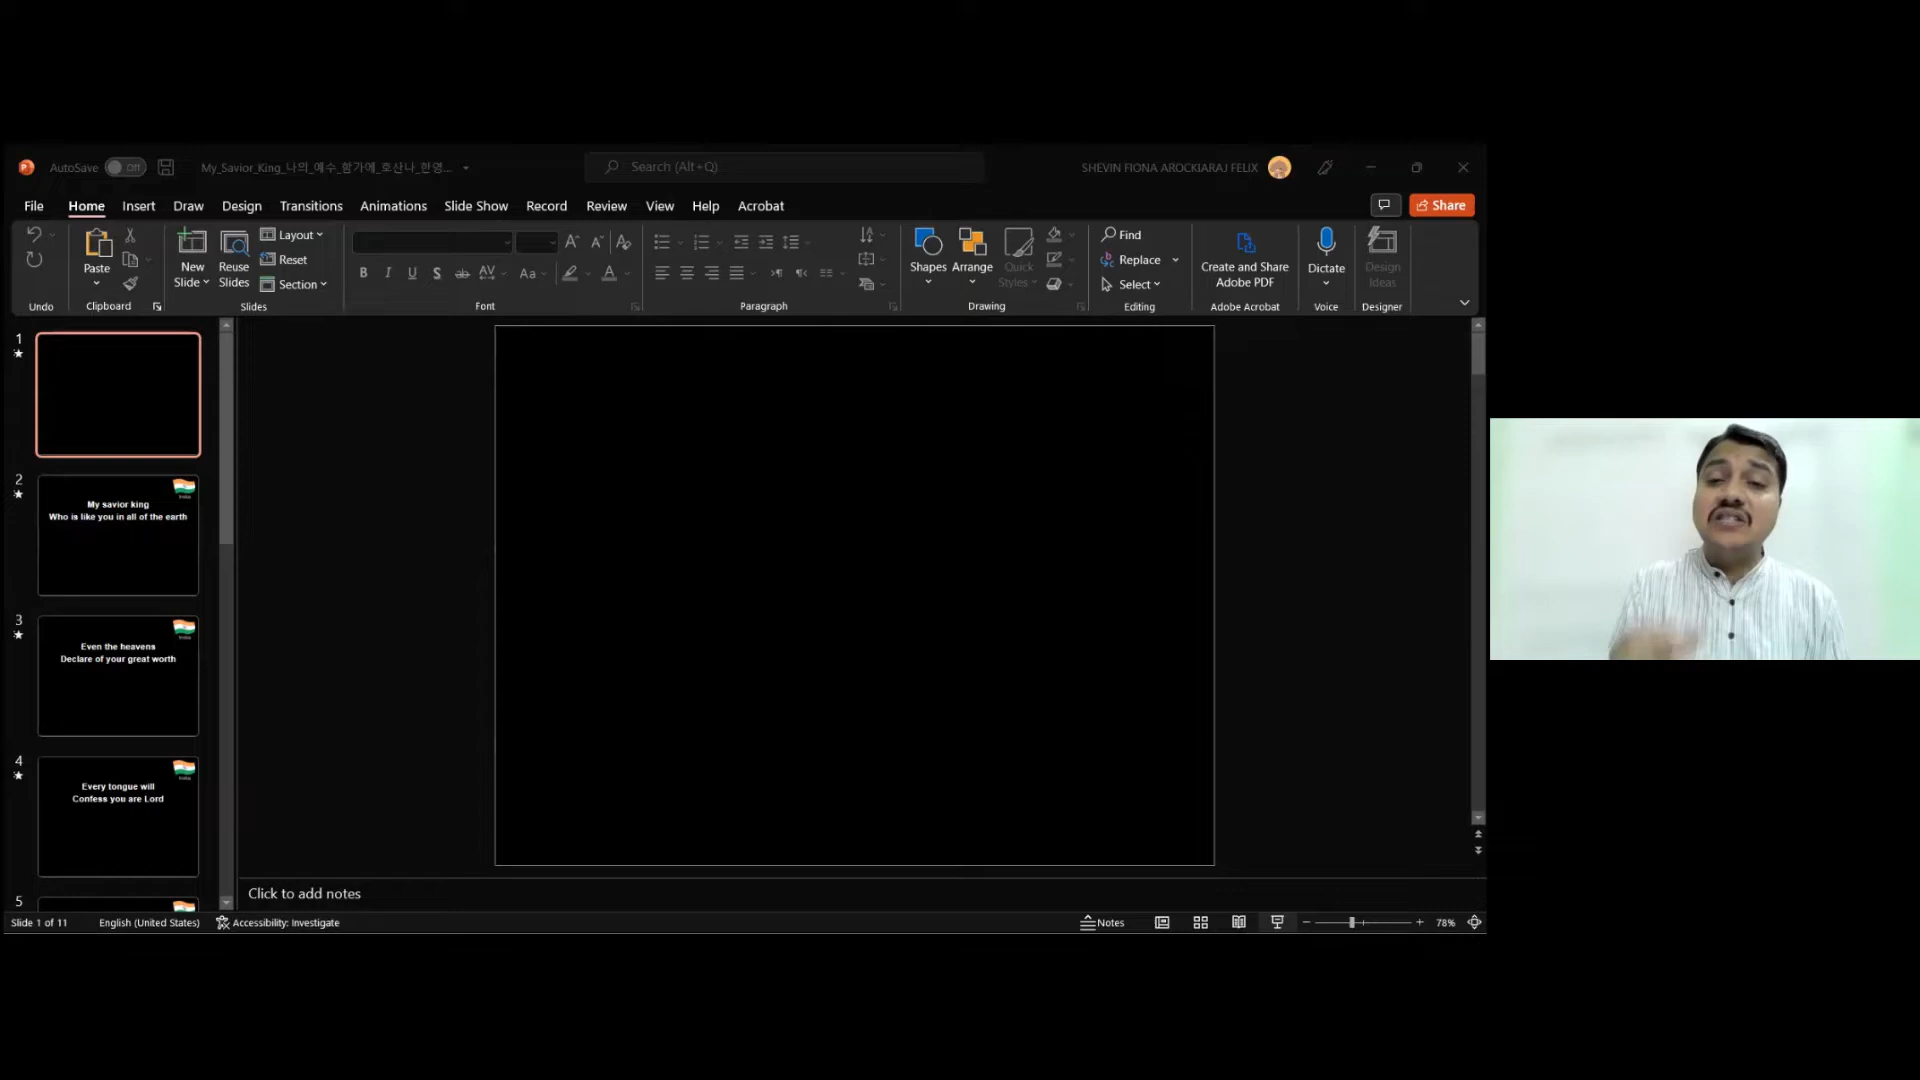 AutoSave Off My_Savior_King_나의_예수_함가에_호산나_한영... Search (Alt+Q) SHEVIN FIONA AROCKIARAJ FELIX
File Home Insert Draw Design Transitions Animations Slide Show Record Review View Help Acrobat Share
Paste
New Slide
Reuse Slides
Layout
Reset
Section
B I U S ab AV Aa A
Shapes Arrange Quick Styles
Find
Replace
Select
Create and Share Adobe PDF
Dictate
Design Ideas
Undo Clipboard Slides Font Paragraph Drawing Editing Adobe Acrobat Voice Designer
1
2
My savior king
Who is like you in all of the earth
3
Even the heavens
Declare of your great worth
4
Every tongue will
Confess you are Lord
5
Click to add notes
Slide 1 of 11 English (United States) Accessibility: Investigate Notes 78%